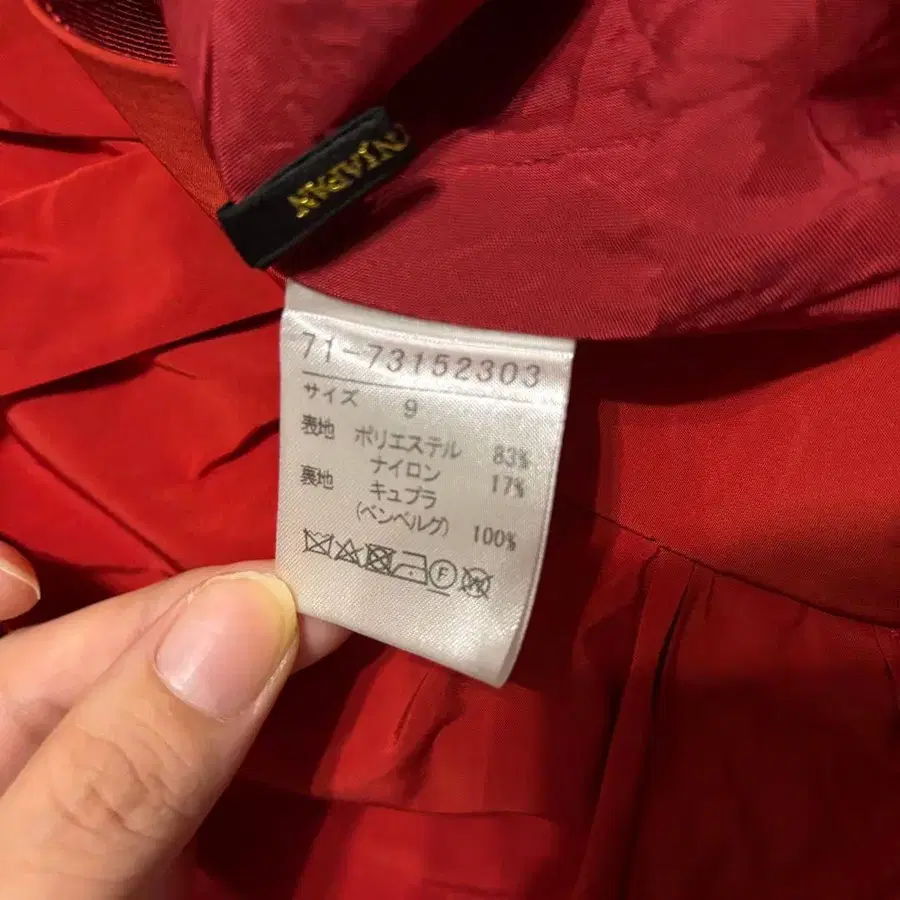 N JAPAN
71-73152303
サイズ 9
表地 ポリエステル 83%
ナイロン 17%
裏地 キュプラ
(ベンベルグ) 100%
F
W